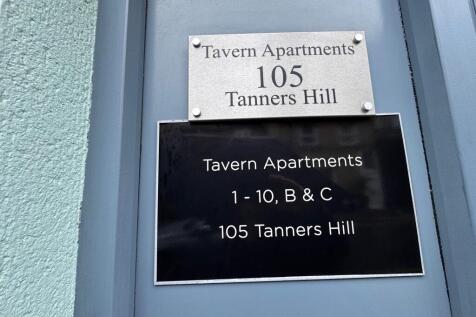 Tavern Apartments
105
Tanners Hill
Tavern Apartments
1 - 10, B & C
105 Tanners Hill